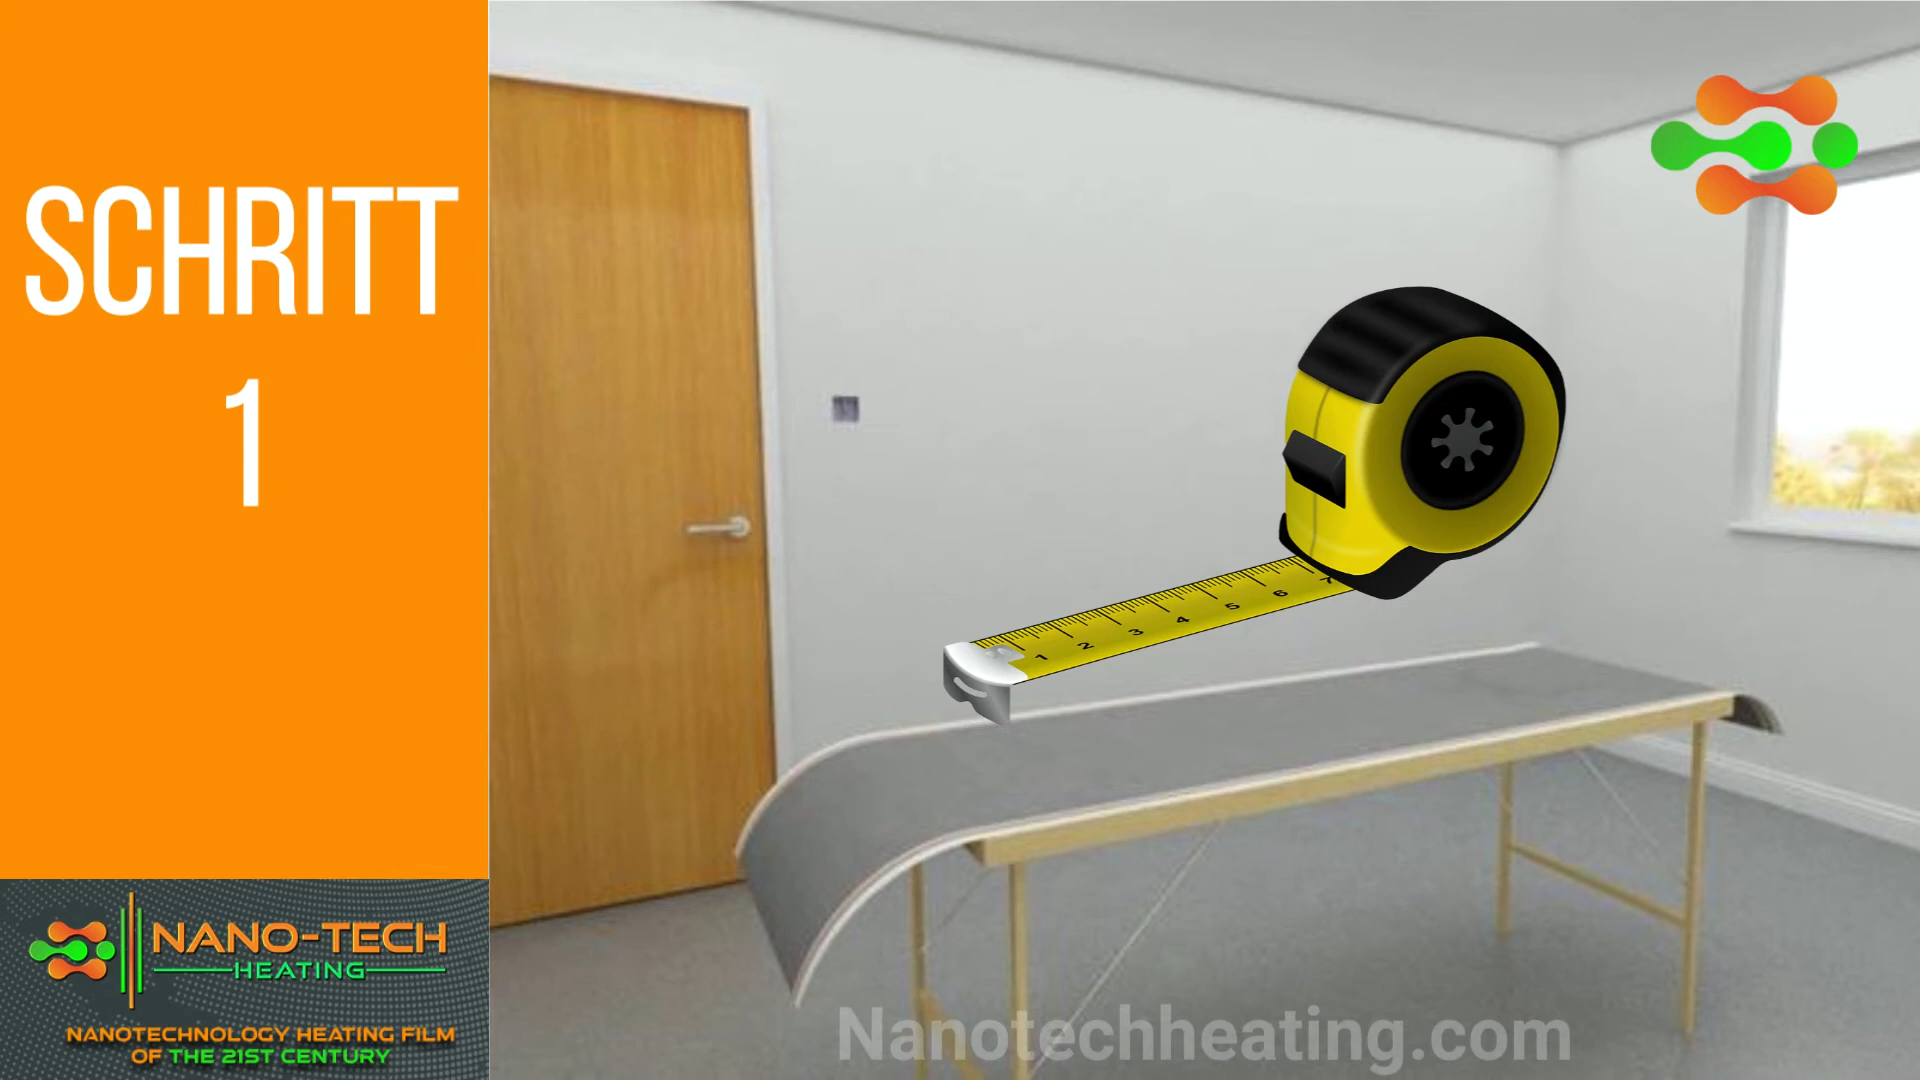 SCHRITT
1
NANO-TECH
HEATING
NANOTECHNOLOGY HEATING FILM
OF THE 21ST CENTURY
1 2 3 4 5 6 7
Nanotechheating.com